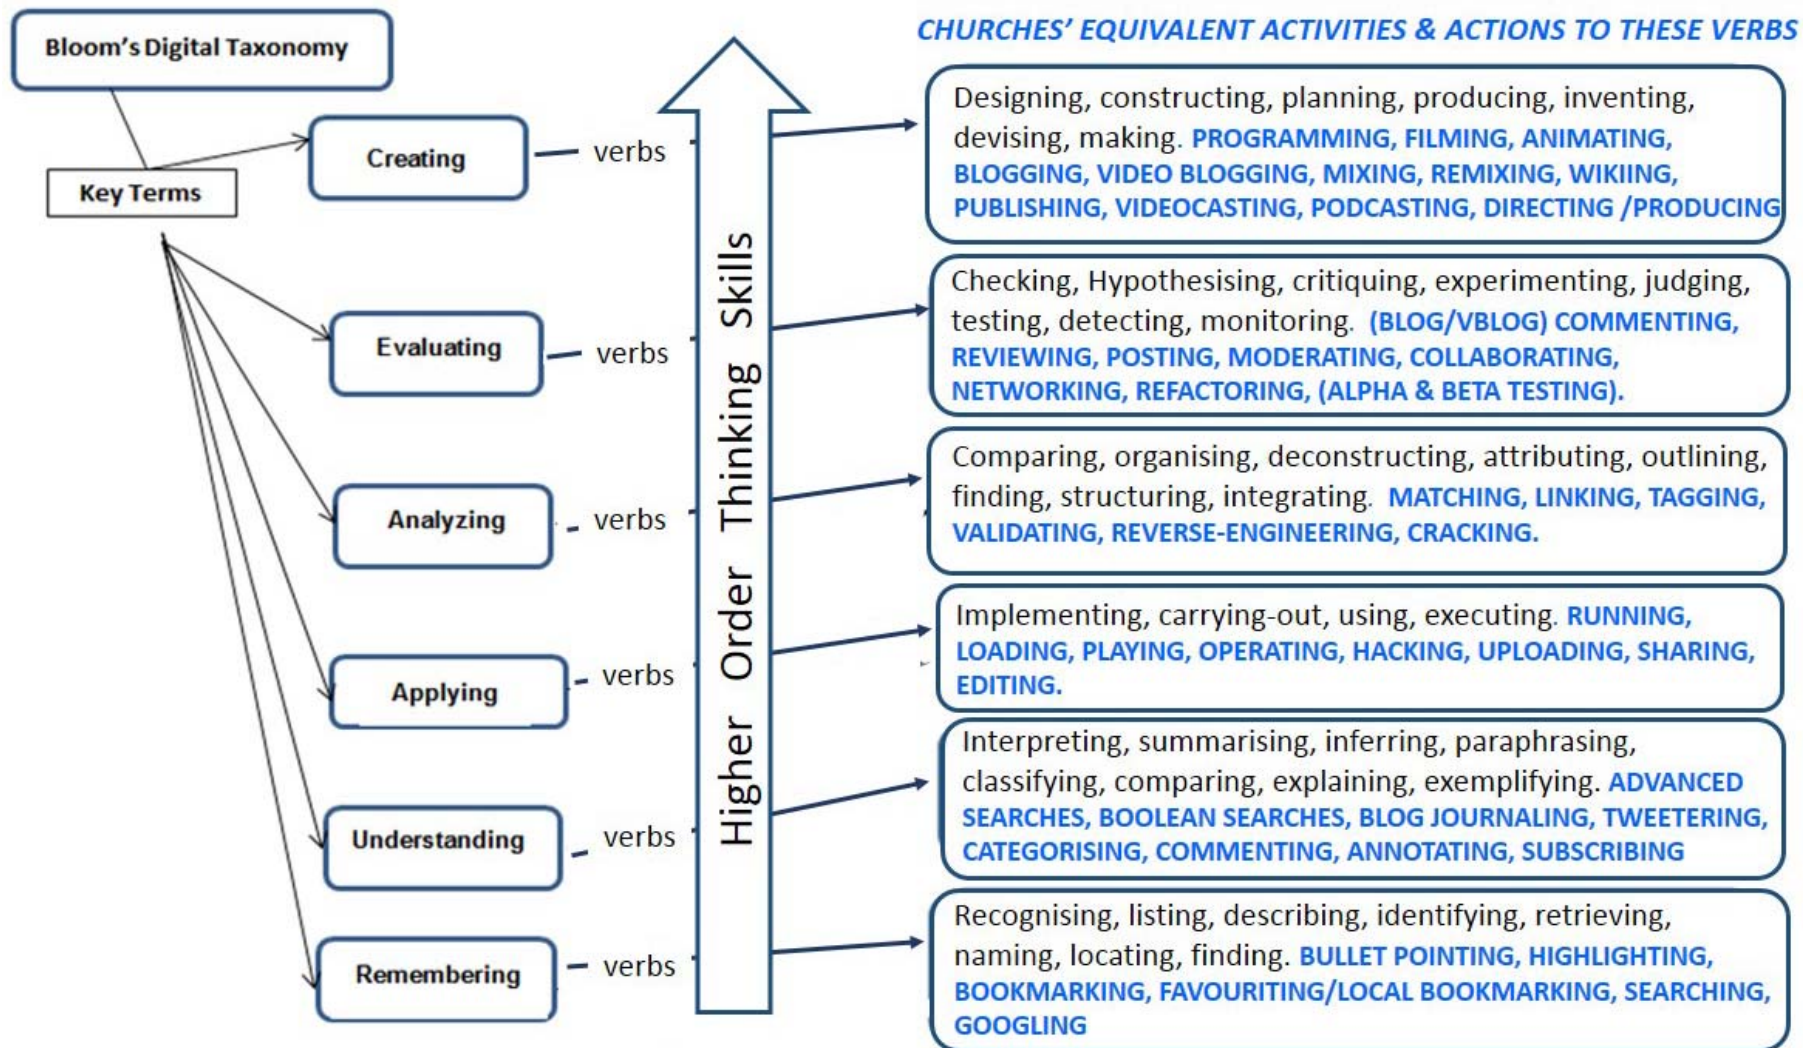 Bloom's Digital Taxonomy
Key Terms
CHURCHES' EQUIVALENT ACTIVITIES & ACTIONS TO THESE VERBS
Higher Order Thinking Skills
Creating
verbs
Designing, constructing, planning, producing, inventing,
devising, making. PROGRAMMING, FILMING, ANIMATING,
BLOGGING, VIDEO BLOGGING, MIXING, REMIXING, WIKIING,
PUBLISHING, VIDEOCASTING, PODCASTING, DIRECTING /PRODUCING
Evaluating
verbs
Checking, Hypothesising, critiquing, experimenting, judging,
testing, detecting, monitoring. (BLOG/VBLOG) COMMENTING,
REVIEWING, POSTING, MODERATING, COLLABORATING,
NETWORKING, REFACTORING, (ALPHA & BETA TESTING).
Analyzing
verbs
Comparing, organising, deconstructing, attributing, outlining,
finding, structuring, integrating. MATCHING, LINKING, TAGGING,
VALIDATING, REVERSE-ENGINEERING, CRACKING.
Applying
verbs
Implementing, carrying-out, using, executing. RUNNING,
LOADING, PLAYING, OPERATING, HACKING, UPLOADING, SHARING,
EDITING.
Understanding
verbs
Interpreting, summarising, inferring, paraphrasing,
classifying, comparing, explaining, exemplifying. ADVANCED
SEARCHES, BOOLEAN SEARCHES, BLOG JOURNALING, TWEETERING,
CATEGORISING, COMMENTING, ANNOTATING, SUBSCRIBING
Remembering
verbs
Recognising, listing, describing, identifying, retrieving,
naming, locating, finding. BULLET POINTING, HIGHLIGHTING,
BOOKMARKING, FAVOURITING/LOCAL BOOKMARKING, SEARCHING,
GOOGLING